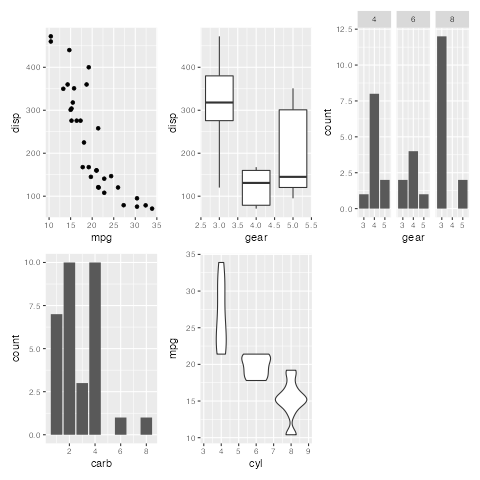 400
300
200
100
disp
10 15 20 25 30 35
mpg
400
300
200
100
disp
2.5 3.0 3.5 4.0 4.5 5.0 5.5
gear
4 6 8
12.5
10.0
7.5
5.0
2.5
0.0
count
3 4 5 3 4 5 3 4 5
gear
10.0
7.5
5.0
2.5
0.0
count
2 4 6 8
carb
35
30
25
20
15
10
mpg
3 4 5 6 7 8 9
cyl